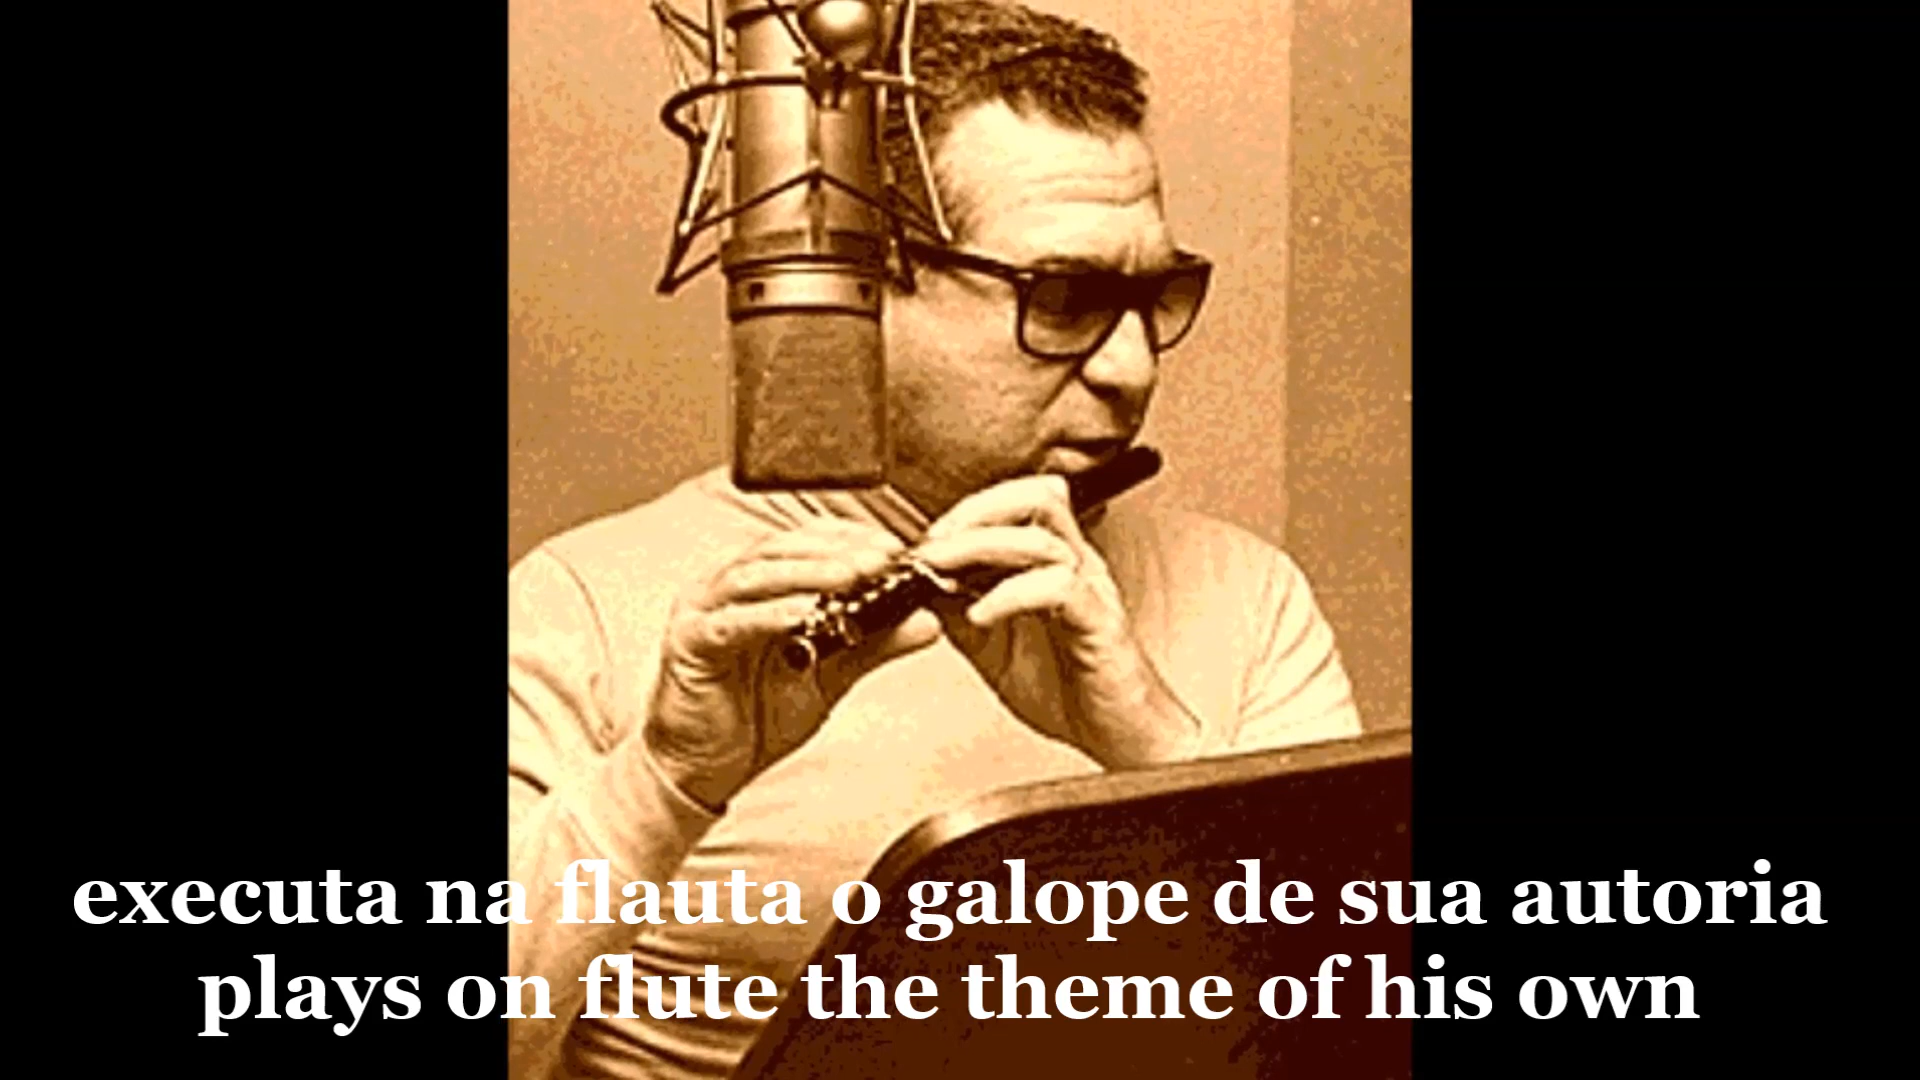 executa na flauta o galope de sua autoria
plays on flute the theme of his own